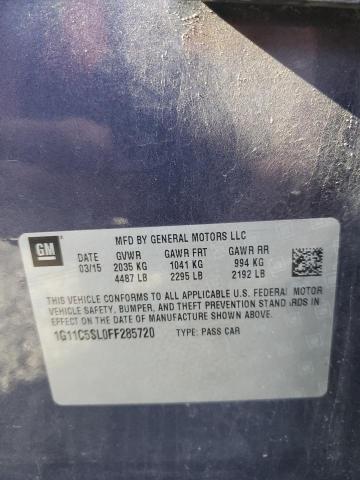 GM
MFD BY GENERAL MOTORS LLC
03/15 GVWR GAWR FRT GAWR RR
2035 KG 1041 KG 994 KG
4487 LB 2295 LB 2192 LB
THIS VEHICLE CONFORMS TO ALL APPLICABLE U.S. FEDERAL MOTOR
VEHICLE SAFETY, BUMPER, AND THEFT PREVENTION STANDARDS
IN EFFECT ON THE DATE OF MANUFACTURE SHOWN ABOVE.
1G11C5SL0FF285720 TYPE: PASS CAR